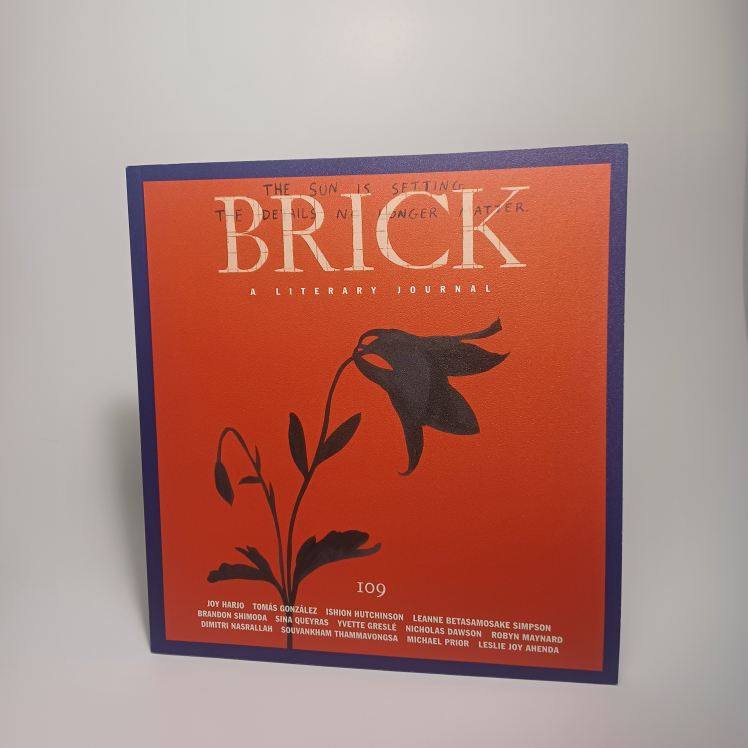 THE SUN IS SETTING
THE DETAILS NO LONGER MATTER.
BRICK
A LITERARY JOURNAL
109
JOY HARJO TOMÁS GONZÁLEZ ISHION HUTCHINSON LEANNE BETASAMOSAKE SIMPSON
BRANDON SHIMODA SINA QUEYRAS YVETTE GRESLÉ NICHOLAS DAWSON ROBYN MAYNARD
DIMITRI NASRALLAH SOUVANKHAM THAMMAVONGSA MICHAEL PRIOR LESLIE JOY AHENDA